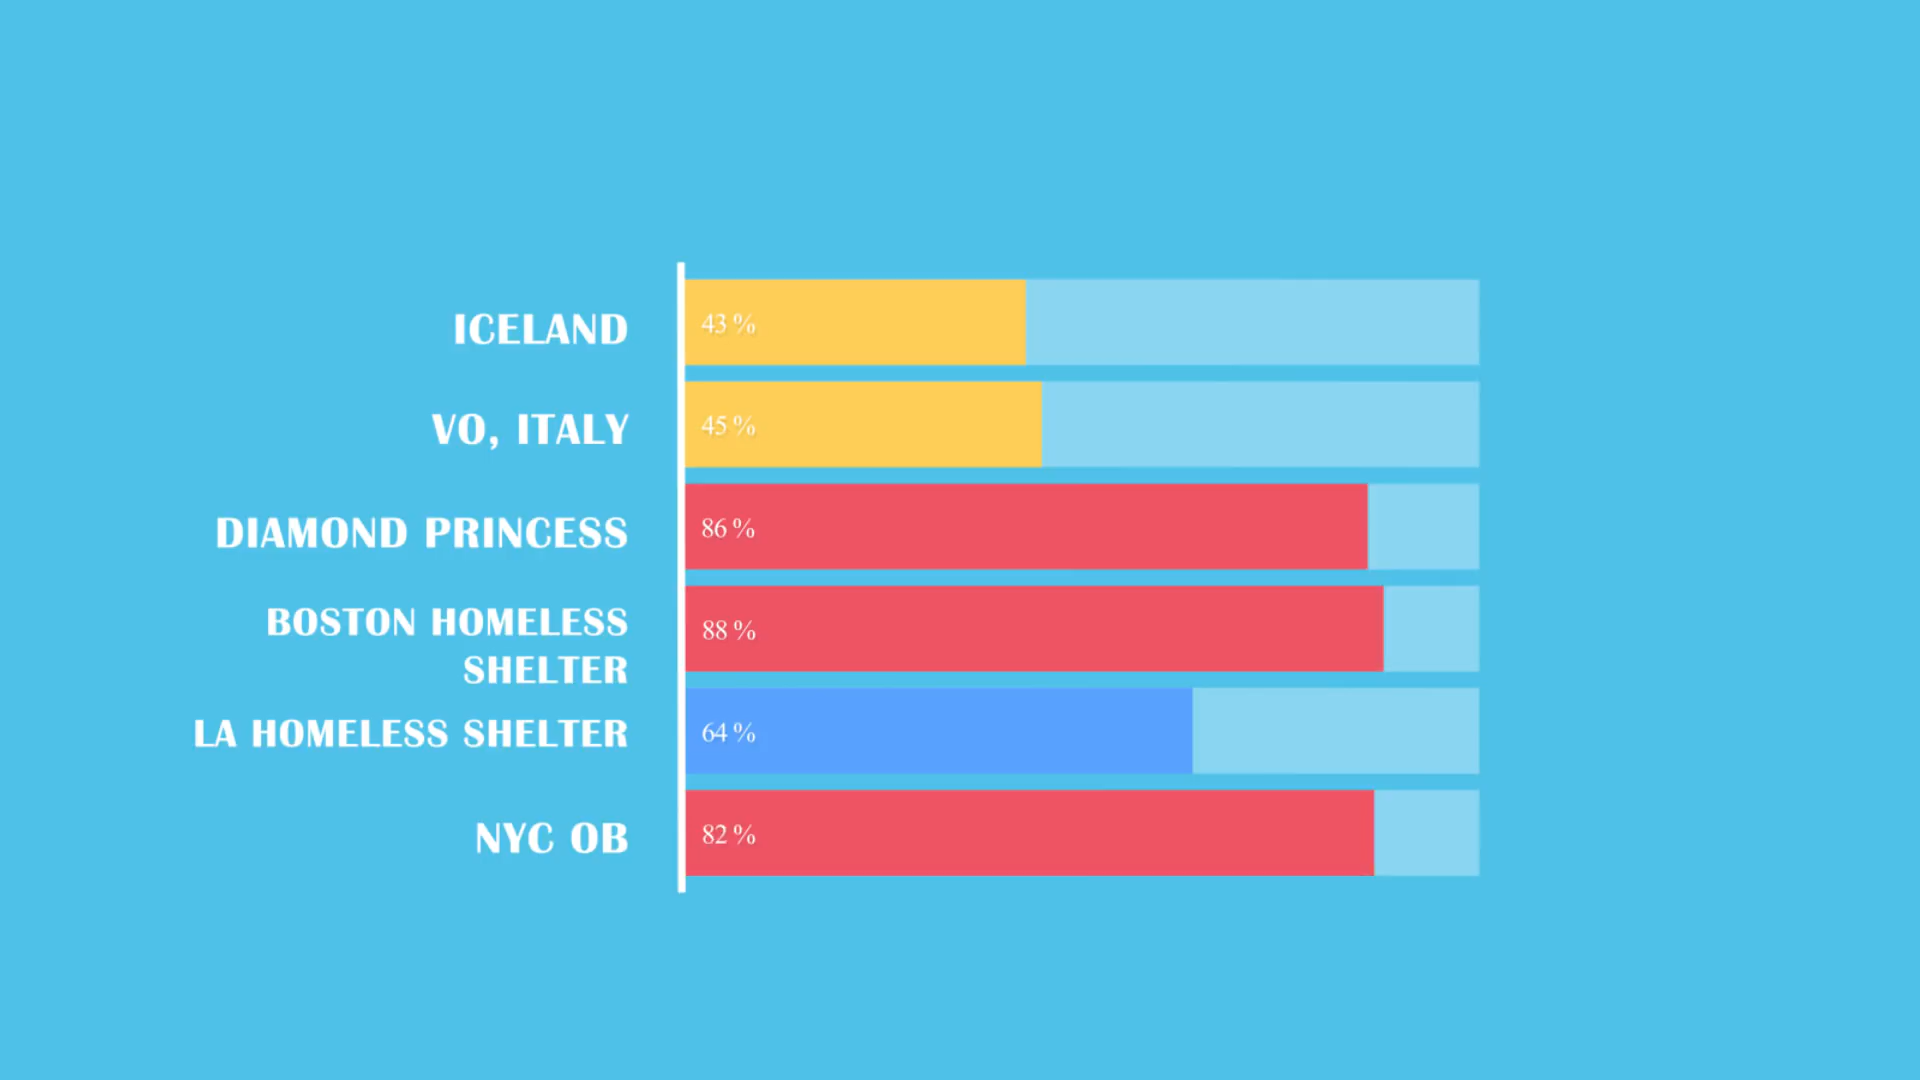 ICELAND 43 %
VO, ITALY 45 %
DIAMOND PRINCESS 86 %
BOSTON HOMELESS
SHELTER 88 %
LA HOMELESS SHELTER 64 %
NYC OB 82 %